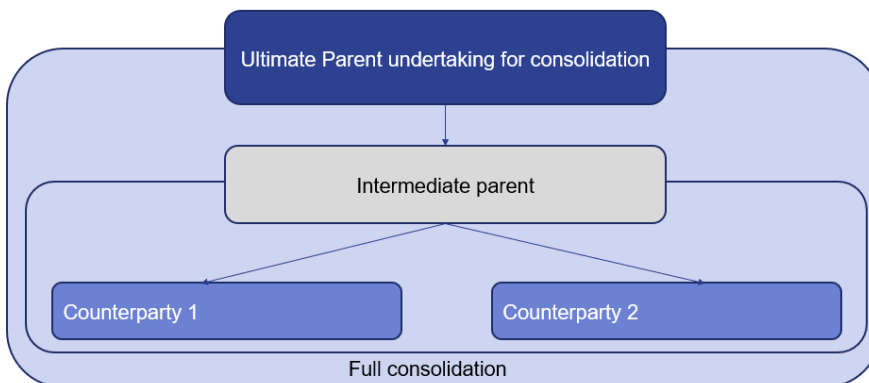 Ultimate Parent undertaking for consolidation
Intermediate parent
Counterparty 1
Counterparty 2
Full consolidation